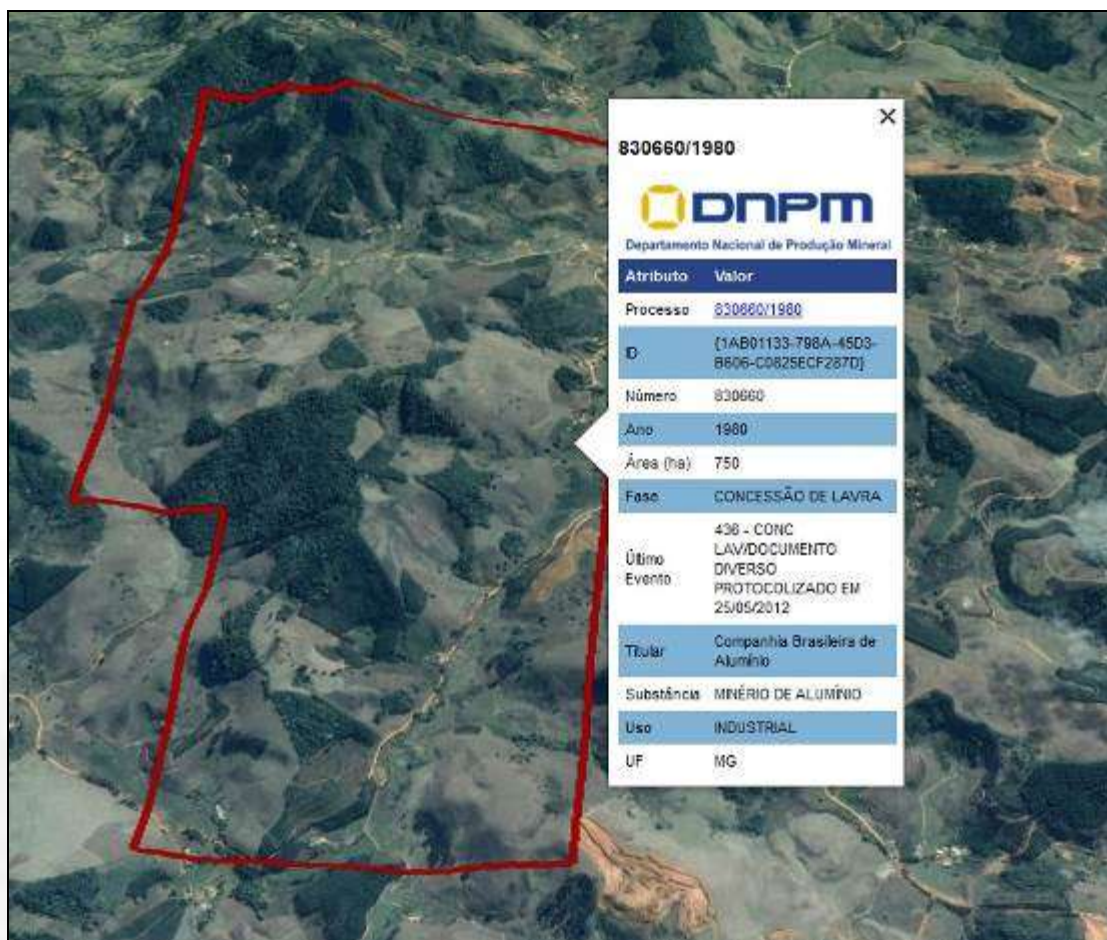 ×
830660/1980
DNPM
Departamento Nacional de Produção Mineral
Atributo Valor
Processo 830660/1980
ID {1AB01133-798A-45D3-
B606-C0825ECF287D}
Número 830660
Ano 1980
Área (ha) 750
Fase CONCESSÃO DE LAVRA
Último Evento 436 - CONC
LAV/DOCUMENTO
DIVERSO
PROTOCOLIZADO EM
25/05/2012
Titular Companhia Brasileira de
Alumínio
Substância MINÉRIO DE ALUMÍNIO
Uso INDUSTRIAL
UF MG